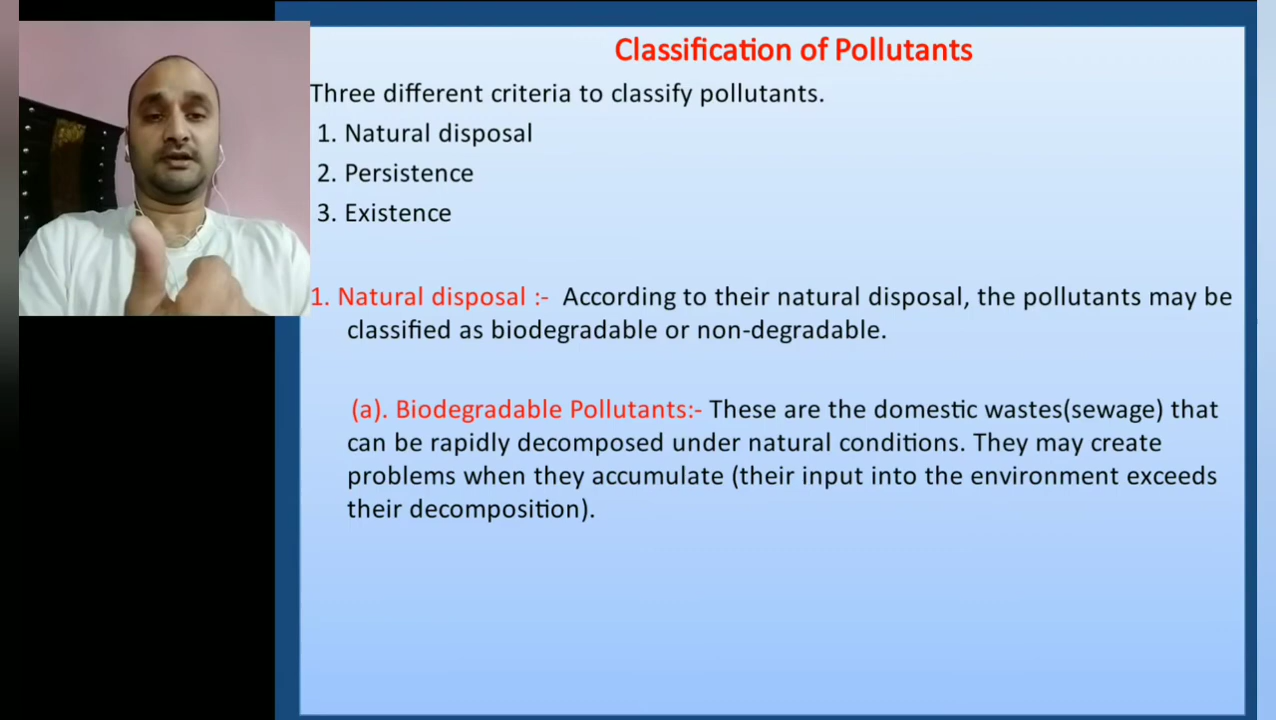 Classification of Pollutants
Three different criteria to classify pollutants.
1. Natural disposal
2. Persistence
3. Existence
1. Natural disposal :- According to their natural disposal, the pollutants may be
classified as biodegradable or non-degradable.
(a). Biodegradable Pollutants:- These are the domestic wastes(sewage) that
can be rapidly decomposed under natural conditions. They may create
problems when they accumulate (their input into the environment exceeds
their decomposition).